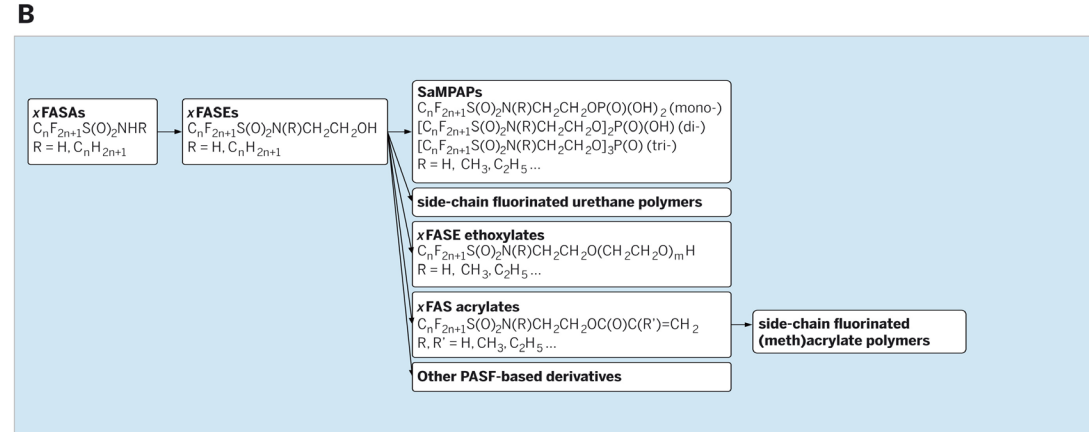 B
xFASAs
CnF2n+1S(O)2NHR
R = H, CnH2n+1
xFASEs
CnF2n+1S(O)2N(R)CH2CH2OH
R = H, CnH2n+1
SaMPAPs
CnF2n+1S(O)2N(R)CH2CH2OP(O)(OH)2 (mono-)
[CnF2n+1S(O)2N(R)CH2CH2O]2P(O)(OH) (di-)
[CnF2n+1S(O)2N(R)CH2CH2O]3P(O) (tri-)
R = H, CH3, C2H5 ...
side-chain fluorinated urethane polymers
xFASE ethoxylates
CnF2n+1S(O)2N(R)CH2CH2O(CH2CH2O)mH
R = H, CH3, C2H5 ...
xFAS acrylates
CnF2n+1S(O)2N(R)CH2CH2OC(O)C(R')=CH2
R, R' = H, CH3, C2H5 ...
side-chain fluorinated
(meth)acrylate polymers
Other PASF-based derivatives